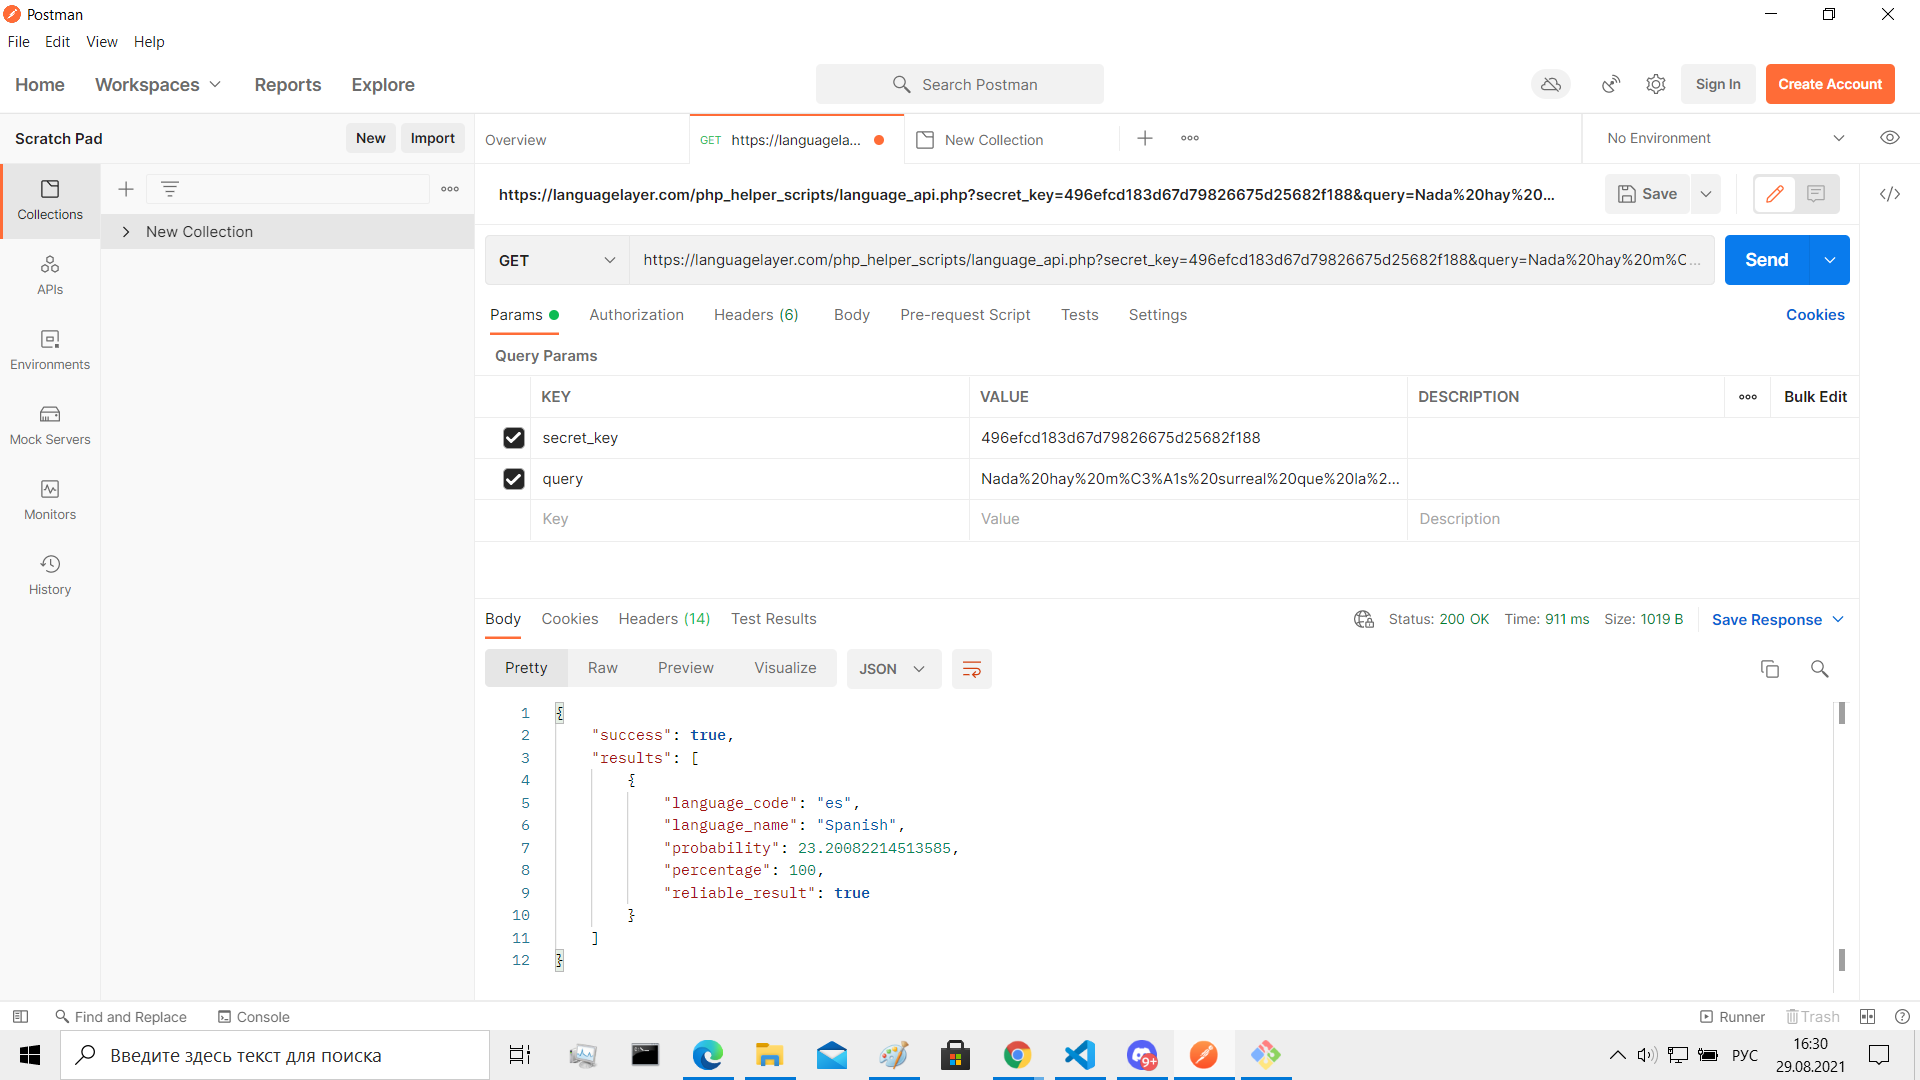 Postman
File Edit View Help
Home Workspaces Reports Explore
Search Postman
Sign In Create Account
Scratch Pad New Import
Overview GET https://languagela... New Collection
No Environment
Collections
APIs
Environments
Mock Servers
Monitors
History
New Collection
https://languagelayer.com/php_helper_scripts/language_api.php?secret_key=496efcd183d67d79826675d25682f188&query=Nada%20hay%20...
Save
GET https://languagelayer.com/php_helper_scripts/language_api.php?secret_key=496efcd183d67d79826675d25682f188&query=Nada%20hay%20m%C...
Send
Params Authorization Headers (6) Body Pre-request Script Tests Settings Cookies
Query Params
KEY VALUE DESCRIPTION Bulk Edit
secret_key 496efcd183d67d79826675d25682f188
query Nada%20hay%20m%C3%A1s%20surreal%20que%20la%2...
Key Value Description
Body Cookies Headers (14) Test Results Status: 200 OK Time: 911 ms Size: 1019 B Save Response
Pretty Raw Preview Visualize JSON
1 {
2 "success": true,
3 "results": [
4 {
5 "language_code": "es",
6 "language_name": "Spanish",
7 "probability": 23.20082214513585,
8 "percentage": 100,
9 "reliable_result": true
10 }
11 ]
12 }
Find and Replace Console Runner Trash
Введите здесь текст для поиска
9+
РУС
16:30
29.08.2021